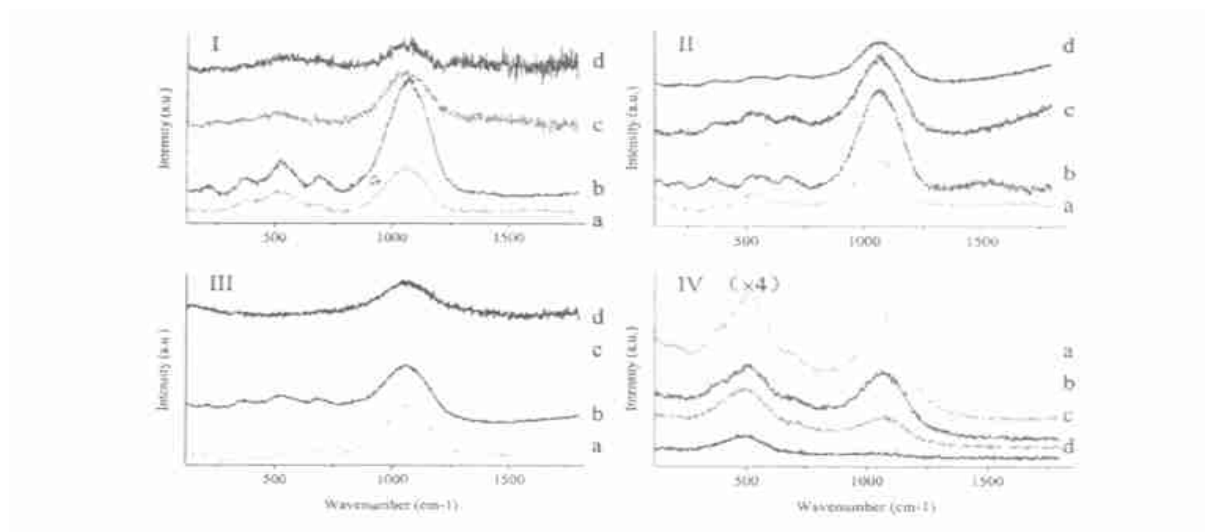 I
d
c
b
a
Intensity (a.u.)
500
1000
1500
II
d
c
b
a
Intensity (a.u.)
500
1000
1500
III
d
c
b
a
Intensity (a.u)
500
1000
1500
Wavenumber (cm-1)
IV (×4)
a
b
c
d
Intensity (a.u.)
500
1000
1500
Wavenumber (cm-1)